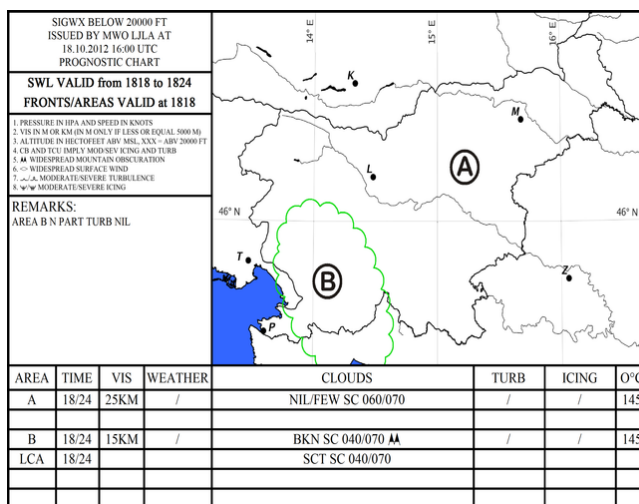 SIGWX BELOW 20000 FT
ISSUED BY MWO LJLA AT
18.10.2012 16:00 UTC
PROGNOSTIC CHART
SWL VALID from 1818 to 1824
FRONTS/AREAS VALID at 1818
1. PRESSURE IN HPA AND SPEED IN KNOTS
2. VIS IN M OR KM (IN M ONLY IF LESS OR EQUAL 5000 M)
3. ALTITUDE IN HECTOFEET ABV MSL, XXX = ABV 20000 FT
4. CB AND TCU IMPLY MOD/SEV ICING AND TURB
5. WIDESPREAD MOUNTAIN OBSCURATION
6. <> WIDESPREAD SURFACE WIND
7. MODERATE/SEVERE TURBULENCE
8. MODERATE/SEVERE ICING
REMARKS:
AREA B N PART TURB NIL
14° E
15° E
16° E
K
M
A
L
46° N
46° N
T
B
Z
P
AREA TIME VIS WEATHER CLOUDS TURB ICING 0°C
A 18/24 25KM / NIL/FEW SC 060/070 / / 145
B 18/24 15KM / BKN SC 040/070 / / 145
LCA 18/24 SCT SC 040/070